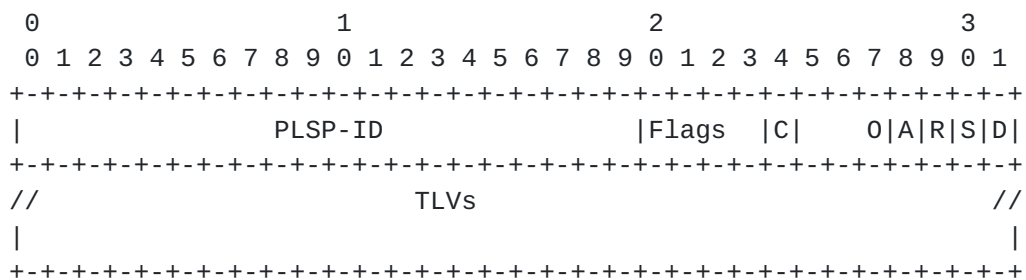 0                   1                   2                   3
 0 1 2 3 4 5 6 7 8 9 0 1 2 3 4 5 6 7 8 9 0 1 2 3 4 5 6 7 8 9 0 1
+-+-+-+-+-+-+-+-+-+-+-+-+-+-+-+-+-+-+-+-+-+-+-+-+-+-+-+-+-+-+-+-+
|                PLSP-ID                |Flags  |C|    O|A|R|S|D|
+-+-+-+-+-+-+-+-+-+-+-+-+-+-+-+-+-+-+-+-+-+-+-+-+-+-+-+-+-+-+-+-+
//                        TLVs                                   //
|                                                               |
+-+-+-+-+-+-+-+-+-+-+-+-+-+-+-+-+-+-+-+-+-+-+-+-+-+-+-+-+-+-+-+-+